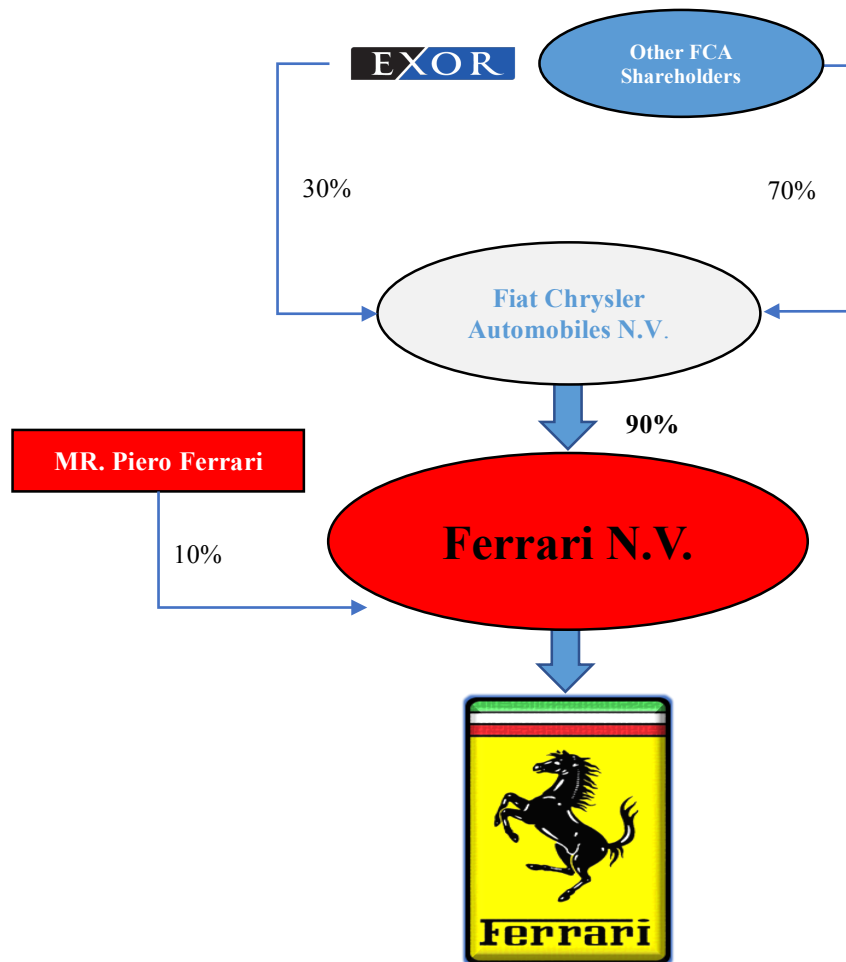 EXOR
Other FCA
Shareholders
30%
70%
Fiat Chrysler
Automobiles N.V.
90%
MR. Piero Ferrari
Ferrari N.V.
10%
Ferrari